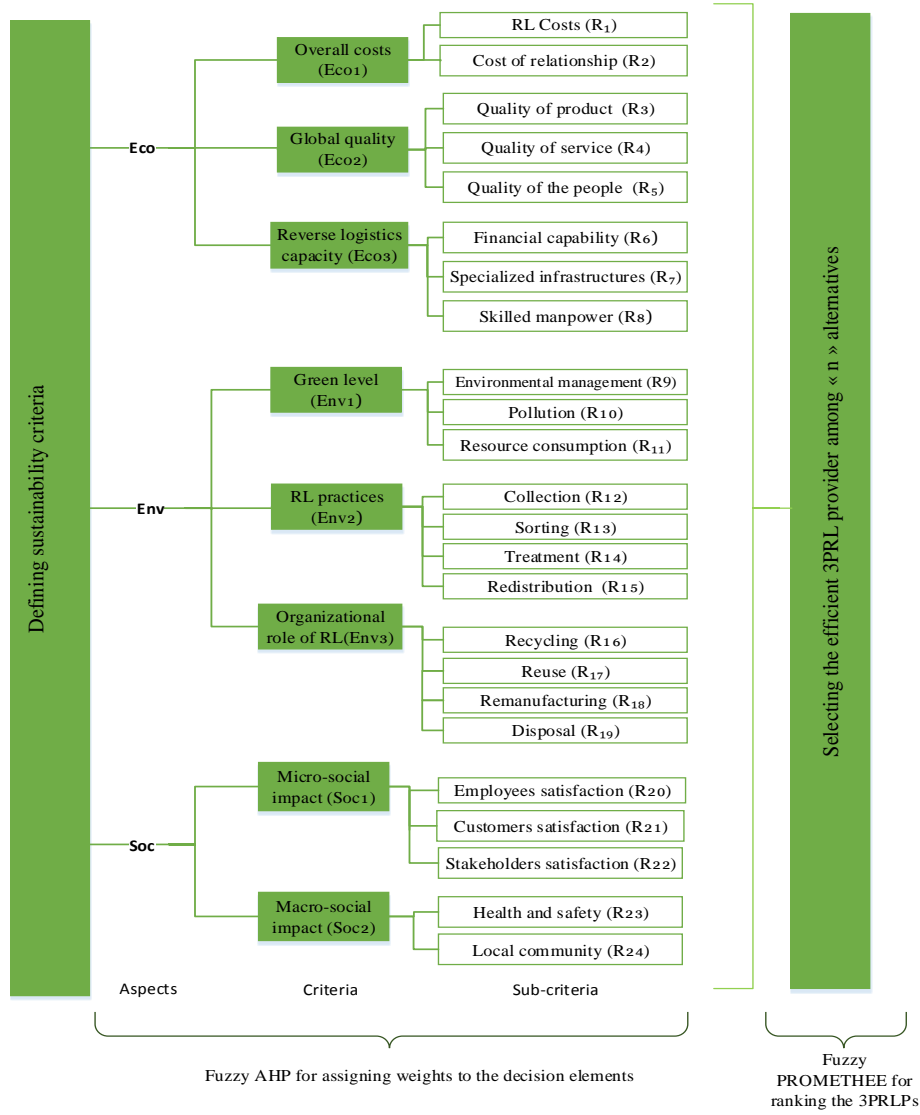 Defining sustainability criteria
Eco
Overall costs
(Eco1)
RL Costs (R1)
Cost of relationship (R2)
Global quality
(Eco2)
Quality of product (R3)
Quality of service (R4)
Quality of the people (R5)
Reverse logistics
capacity (Eco3)
Financial capability (R6)
Specialized infrastructures (R7)
Skilled manpower (R8)
Env
Green level
(Env1)
Environmental management (R9)
Pollution (R10)
Resource consumption (R11)
RL practices
(Env2)
Collection (R12)
Sorting (R13)
Treatment (R14)
Redistribution (R15)
Organizational
role of RL(Env3)
Recycling (R16)
Reuse (R17)
Remanufacturing (R18)
Disposal (R19)
Soc
Micro-social
impact (Soc1)
Employees satisfaction (R20)
Customers satisfaction (R21)
Stakeholders satisfaction (R22)
Macro-social
impact (Soc2)
Health and safety (R23)
Local community (R24)
Aspects
Criteria
Sub-criteria
Selecting the efficient 3PRL provider among « n » alternatives
Fuzzy AHP for assigning weights to the decision elements
Fuzzy
PROMETHEE for
ranking the 3PRLPs